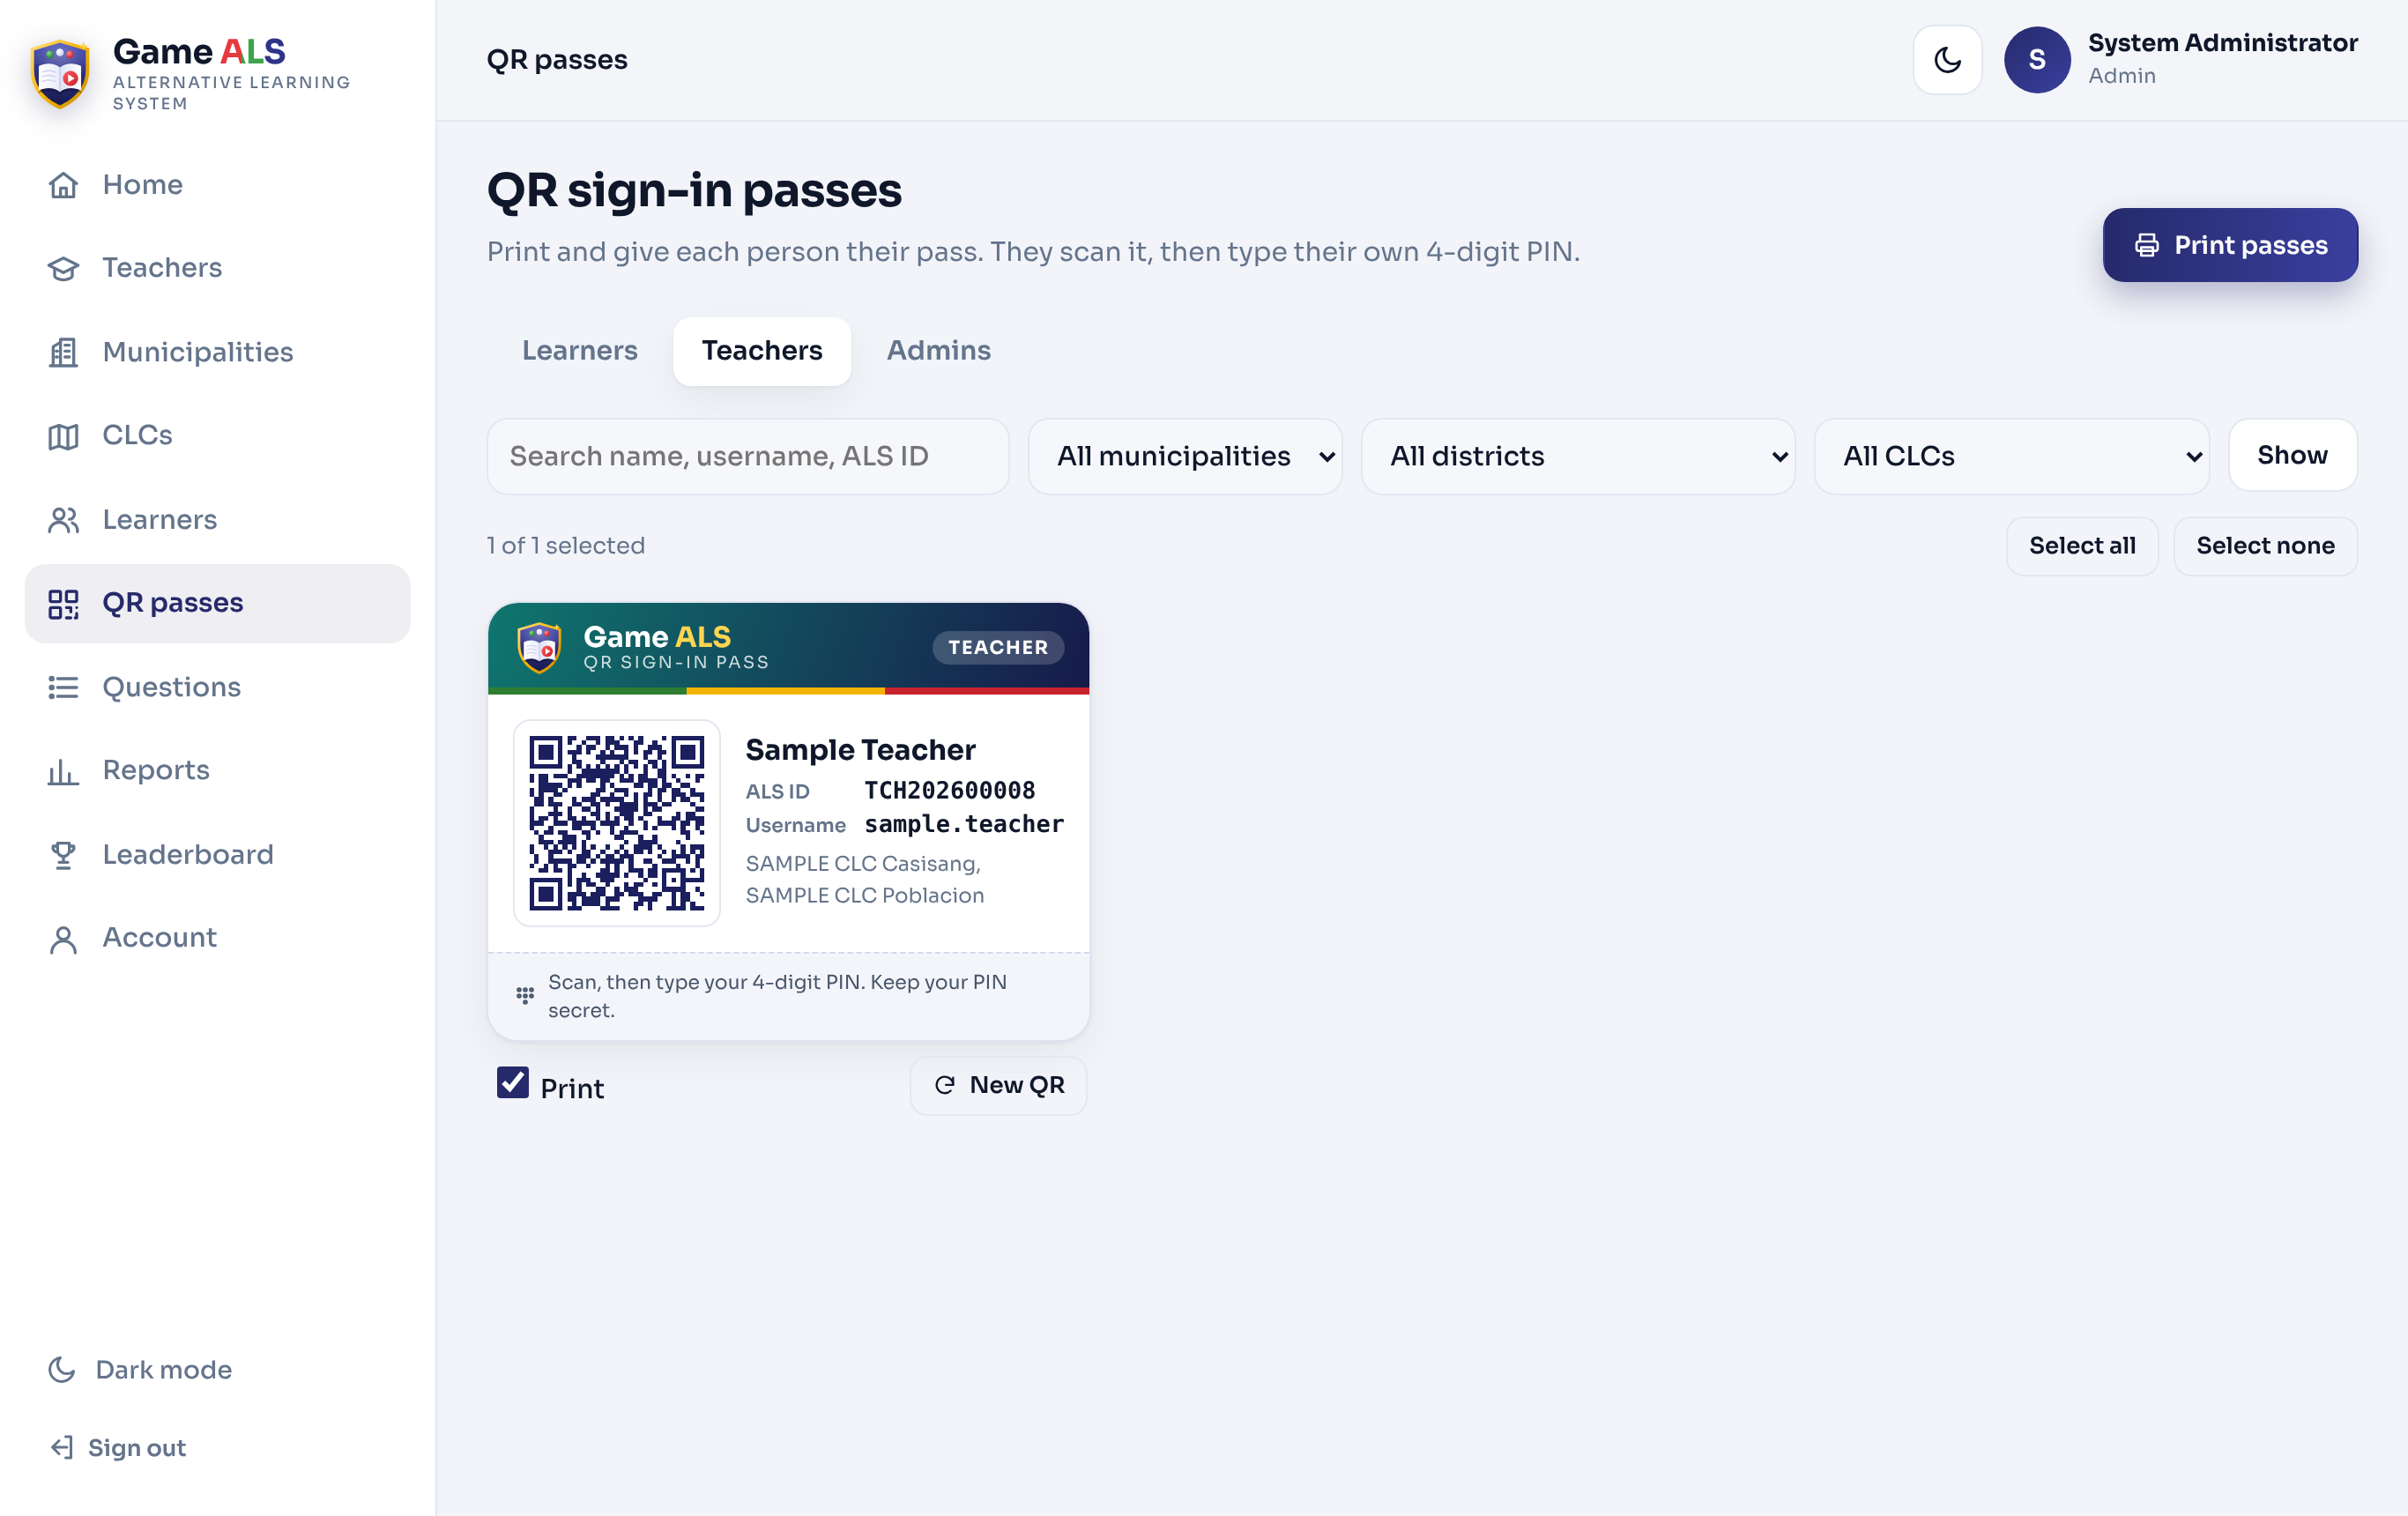 Game ALS
ALTERNATIVE LEARNING
SYSTEM
Home
Teachers
Municipalities
CLCs
Learners
QR passes
Questions
Reports
Leaderboard
Account
Dark mode
Sign out
QR passes
S
System Administrator
Admin
QR sign-in passes
Print and give each person their pass. They scan it, then type their own 4-digit PIN.
Print passes
Learners
Teachers
Admins
Search name, username, ALS ID
All municipalities
All districts
All CLCs
Show
1 of 1 selected
Select all
Select none
Game ALS
QR SIGN-IN PASS
TEACHER
Sample Teacher
ALS ID TCH202600008
Username sample.teacher
SAMPLE CLC Casisang,
SAMPLE CLC Poblacion
Scan, then type your 4-digit PIN. Keep your PIN
secret.
Print
New QR